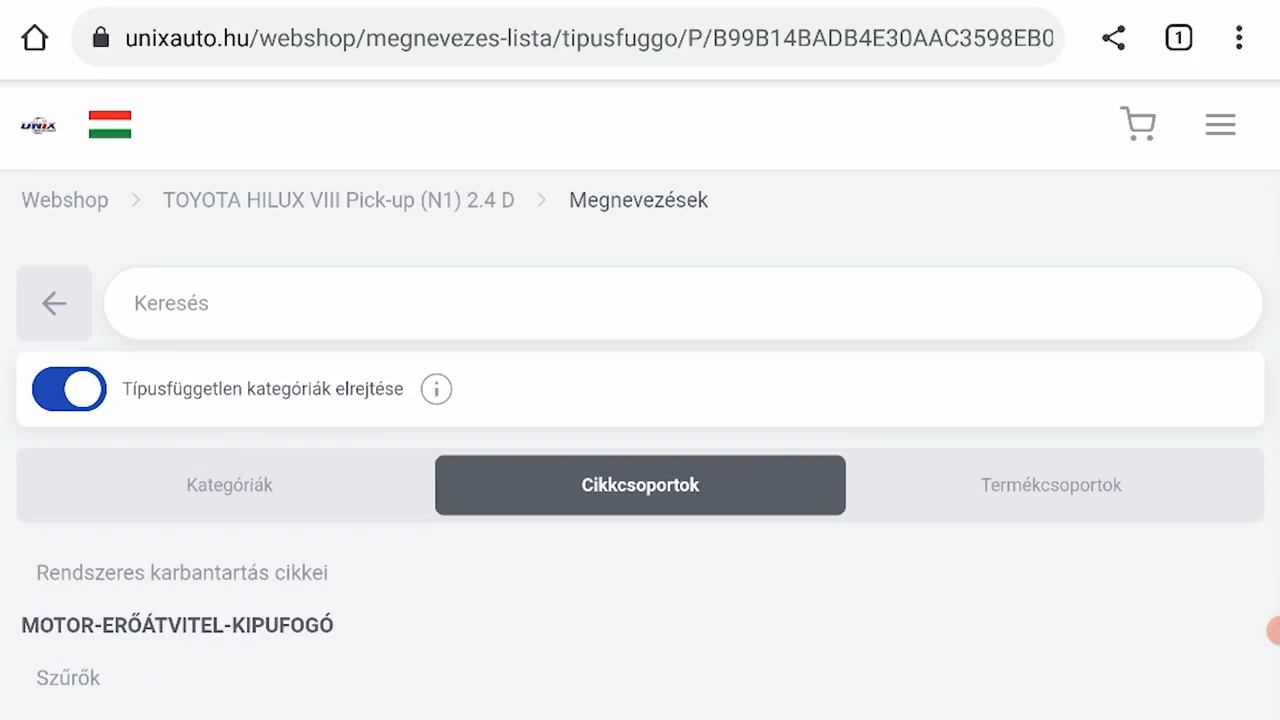 unixauto.hu/webshop/megnevezes-lista/tipusfuggo/P/B99B14BADB4E30AAC3598EB0
1
UNIX
Webshop > TOYOTA HILUX VIII Pick-up (N1) 2.4 D > Megnevezések
Keresés
Típusfüggetlen kategóriák elrejtése
Kategóriák Cikkcsoportok Termékcsoportok
Rendszeres karbantartás cikkei
MOTOR-ERŐÁTVITEL-KIPUFOGÓ
Szűrők